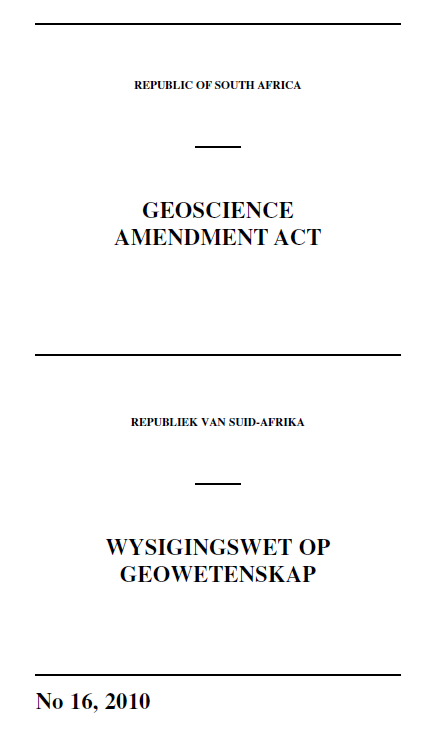 REPUBLIC OF SOUTH AFRICA
GEOSCIENCE
AMENDMENT ACT
REPUBLIEK VAN SUID-AFRIKA
WYSIGINGSWET OP
GEOWETENSKAP
No 16, 2010